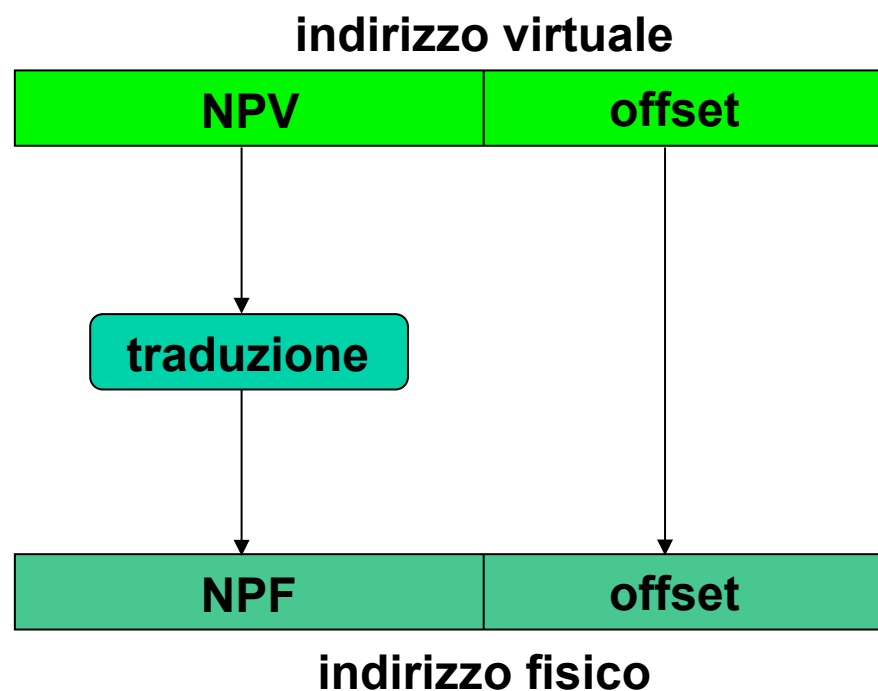 indirizzo virtuale
NPV offset
traduzione
NPF offset
indirizzo fisico